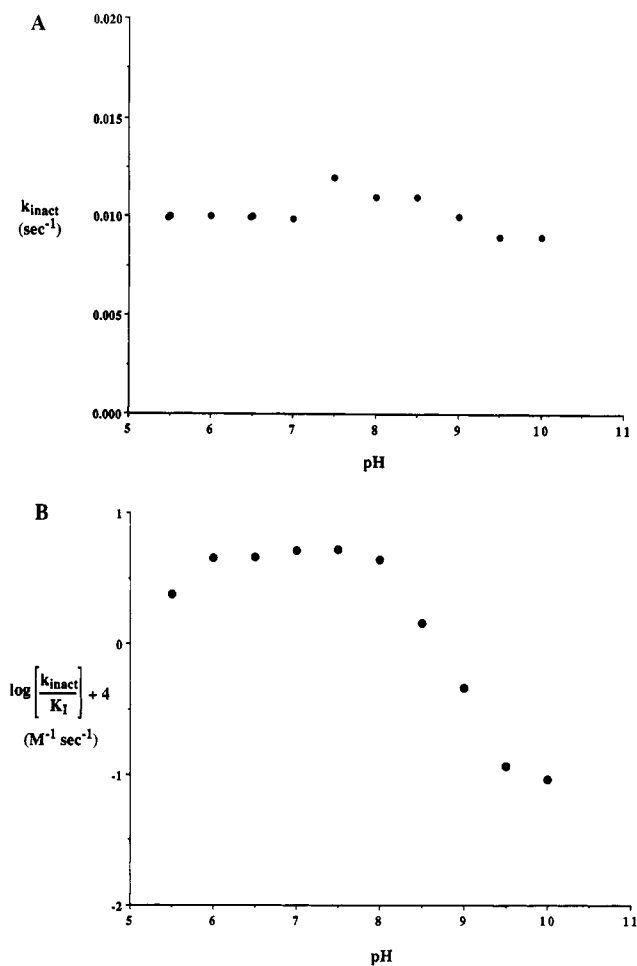 A
0.020
0.015
k_inact
(sec^-1)
0.010
0.005
0.000
5 6 7 8 9 10 11
pH
B
1
0
log [k_inact / K_I] + 4
(M^-1 sec^-1)
-1
-2
5 6 7 8 9 10 11
pH